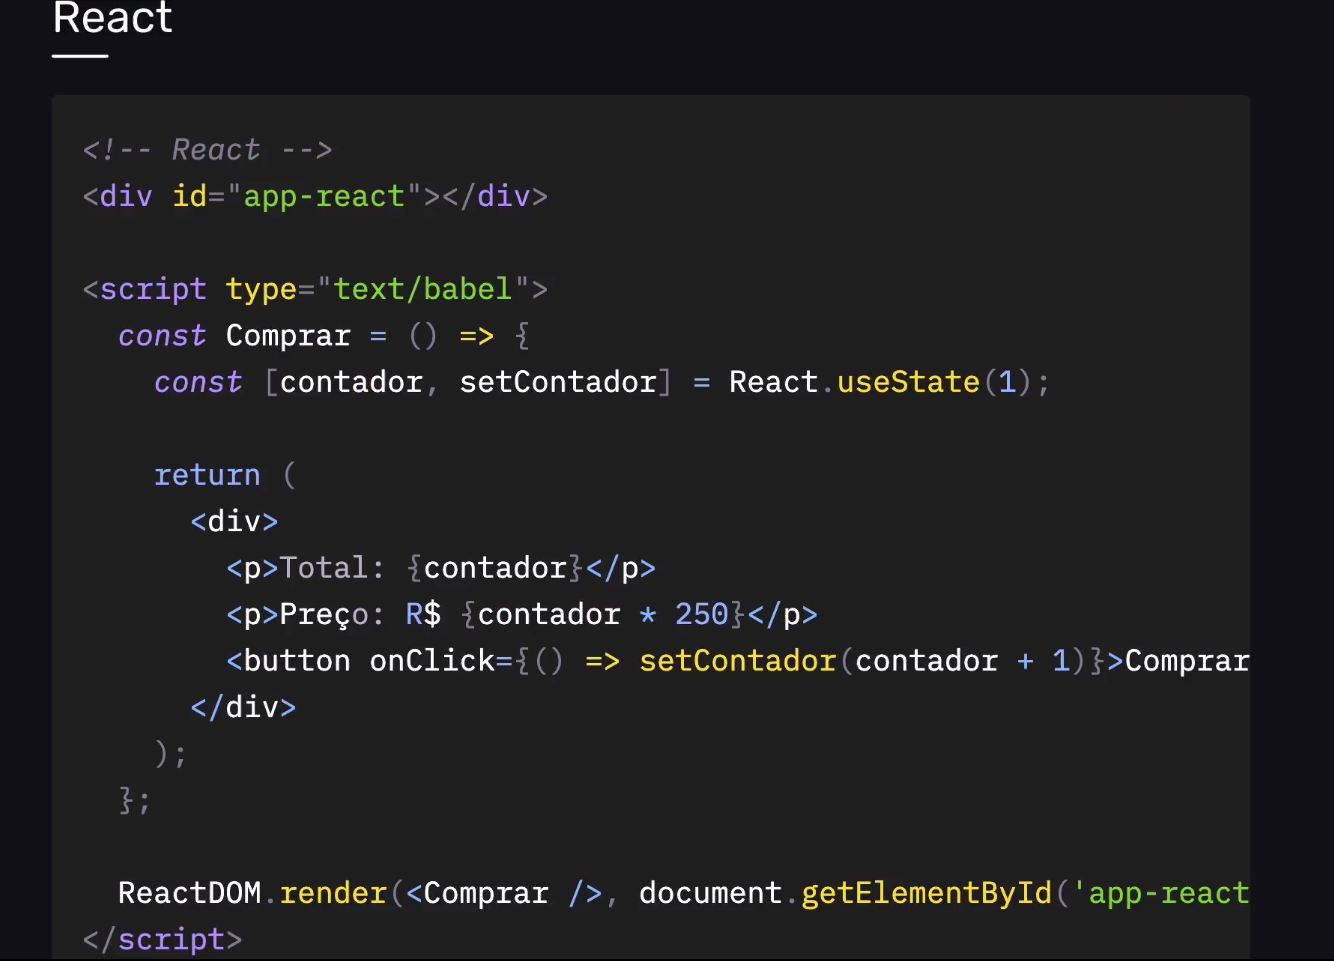 React
<!-- React -->
<div id="app-react"></div>
<script type="text/babel">
const Comprar = () => {
const [contador, setContador] = React.useState(1);
return (
<div>
<p>Total: {contador}</p>
<p>Preço: R$ {contador * 250}</p>
<button onClick={() => setContador(contador + 1)}>Comprar
</div>
);
};
ReactDOM.render(<Comprar />, document.getElementById('app-react
</script>